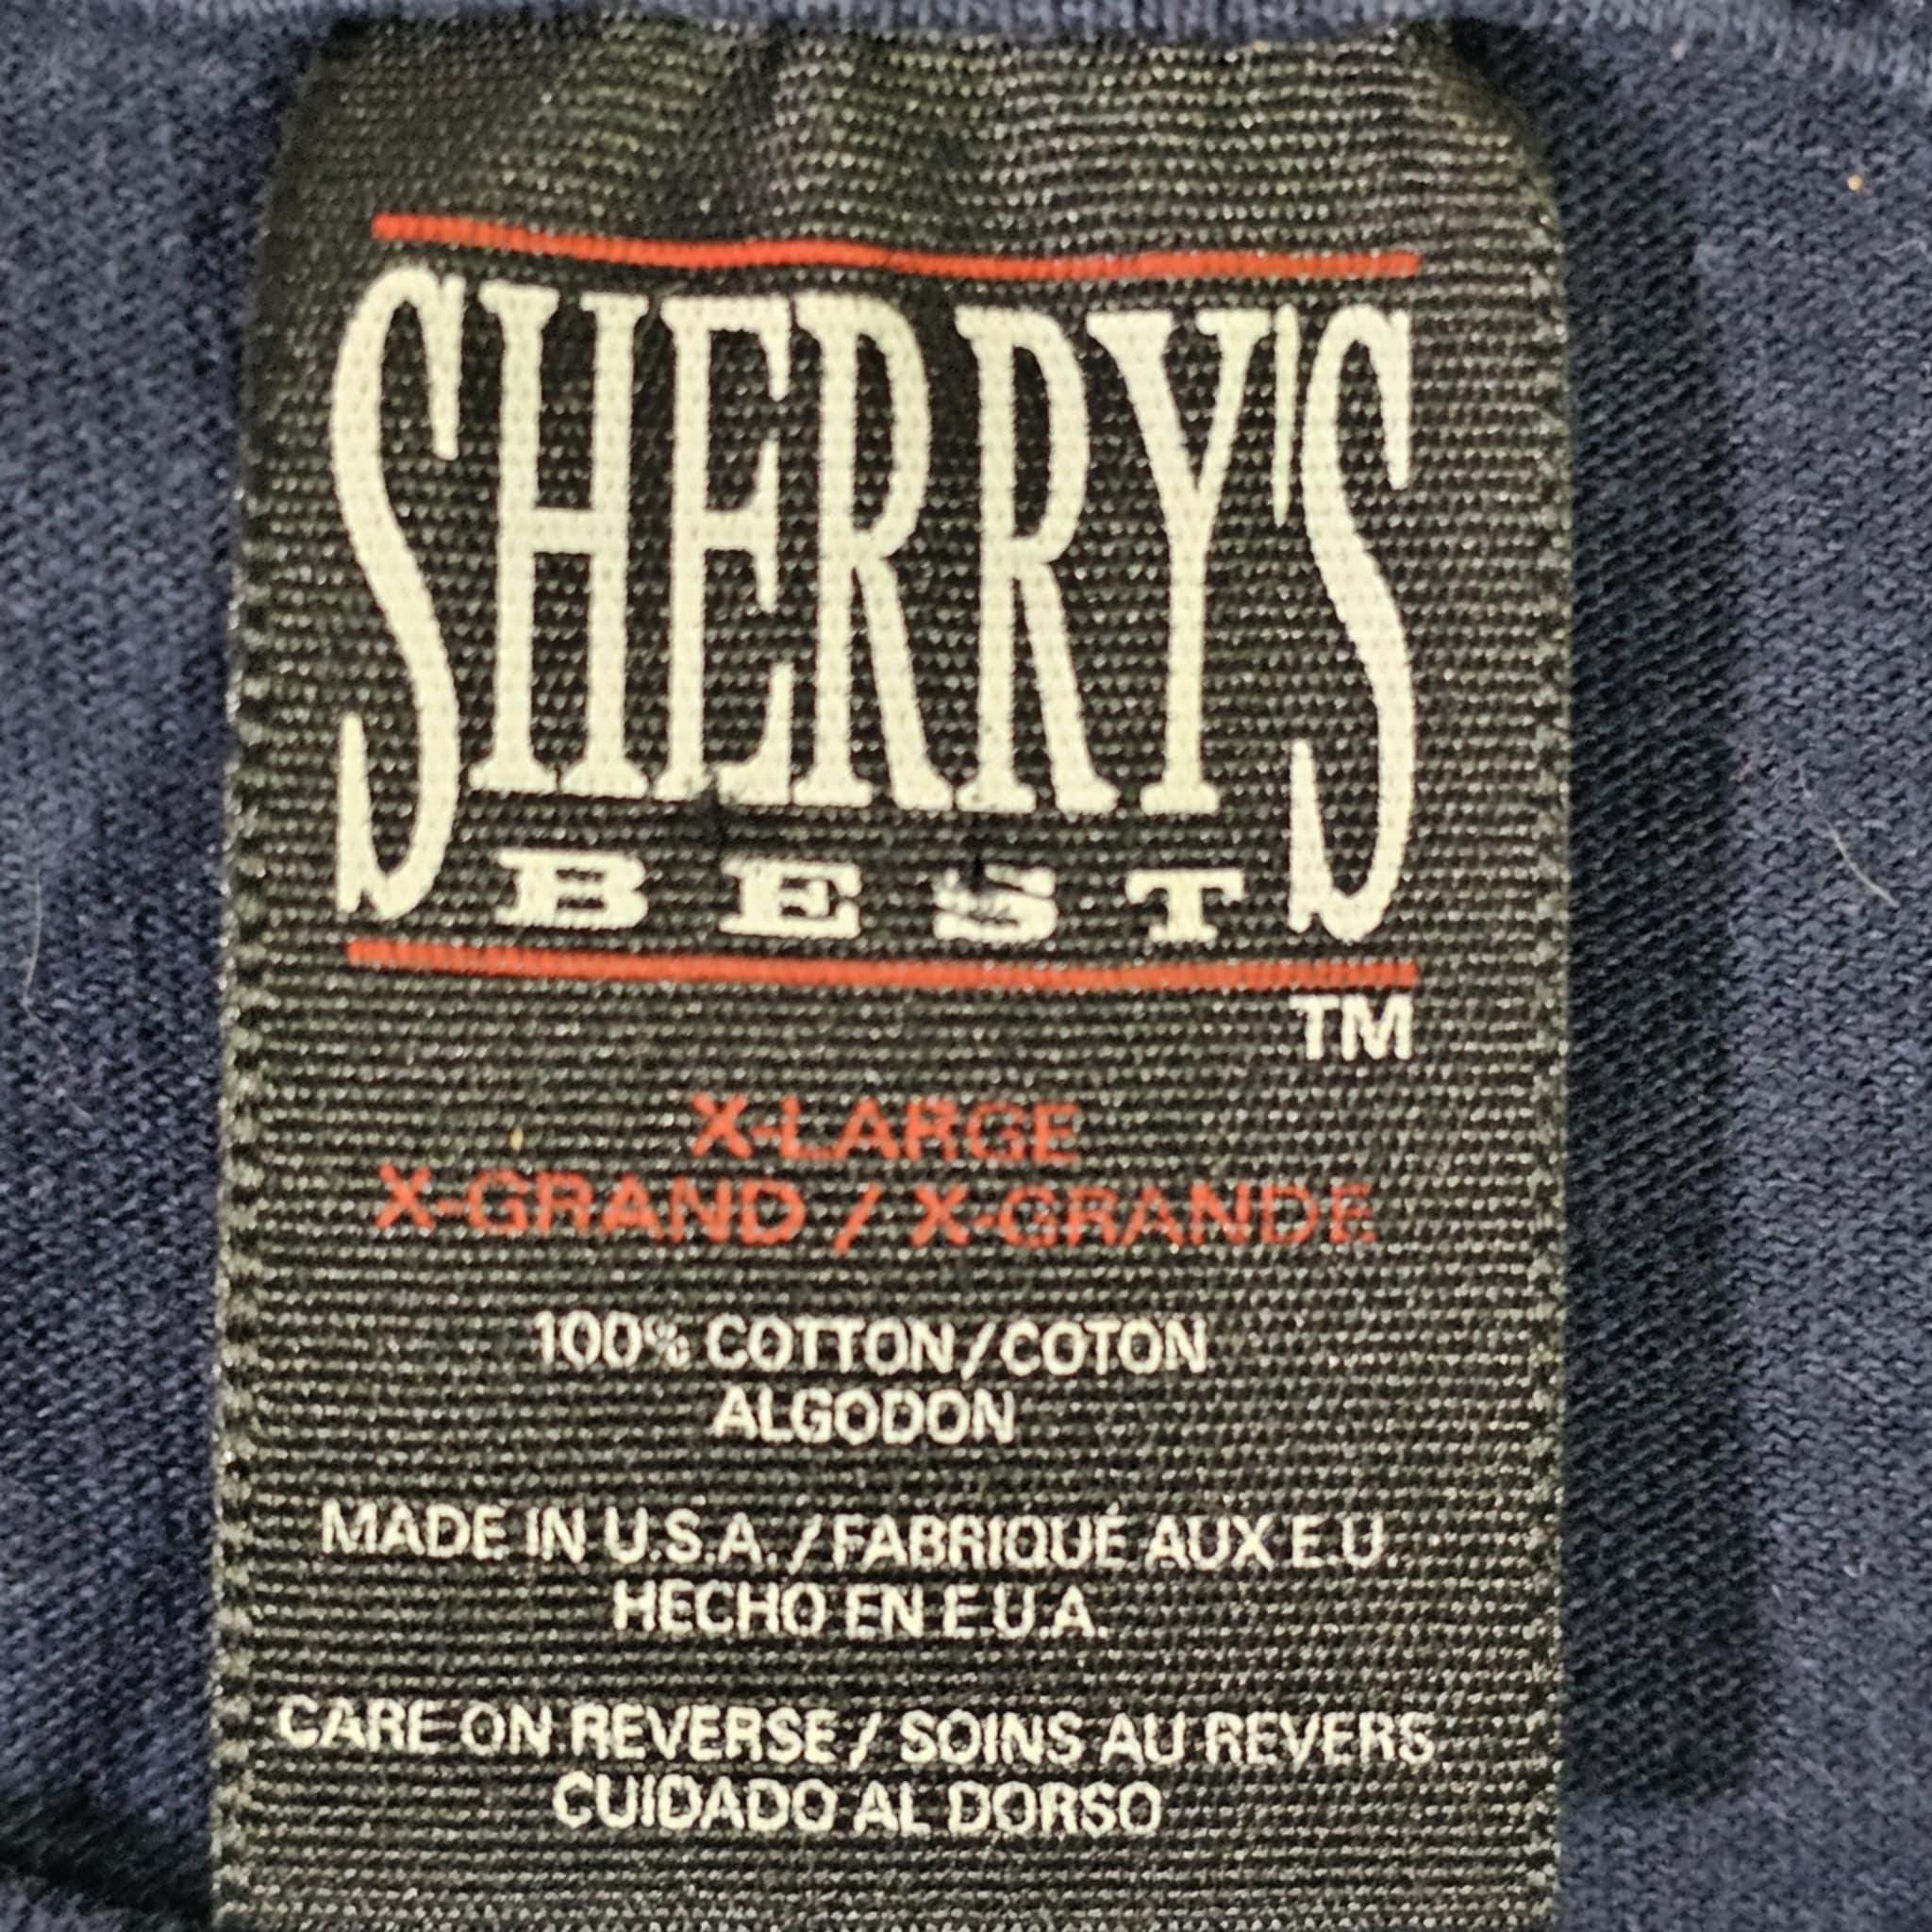 SHERRY'S
BEST
TM
X-LARGE
X-GRAND / X-GRANDE
100% COTTON/COTON
ALGODON
MADE IN U.S.A. / FABRIQUÉ AUX E.U.
HECHO EN E.U.A.
CARE ON REVERSE / SOINS AU REVERS
CUIDADO AL DORSO